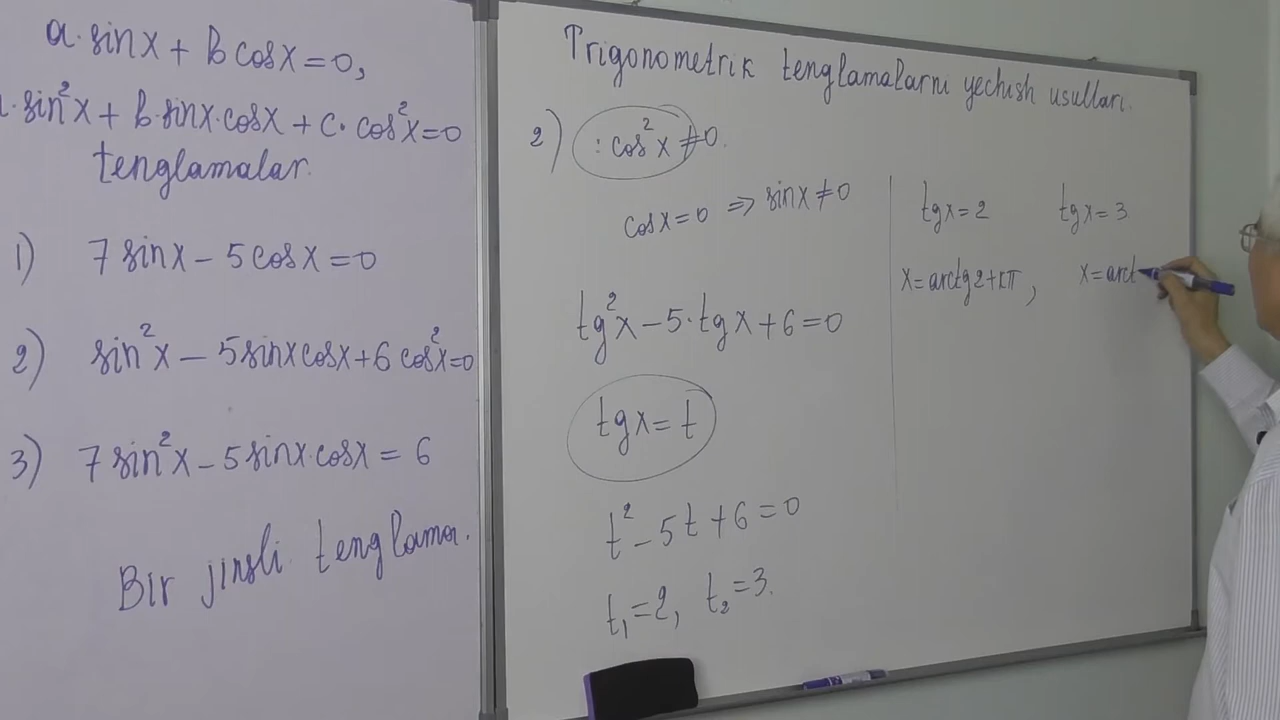 a·sinx + b cosx = 0,
a·sin²x + b·sinx·cosx + c·cos²x = 0
tenglamalar.
1) 7 sinx − 5 cosx = 0
2) sin²x − 5 sinx cosx + 6 cos²x = 0
3) 7 sin²x − 5 sinx·cosx = 6
Bir jinsli tenglama.
Trigonometrik tenglamalarni yechish usullari.
2) : cos²x ≠ 0.
cosx = 0 ⇒ sinx ≠ 0
tg²x − 5·tgx + 6 = 0
tgx = t
t² − 5t + 6 = 0
t₁ = 2, t₂ = 3.
tgx = 2 tgx = 3
x = arctg2 + kπ, x = arct